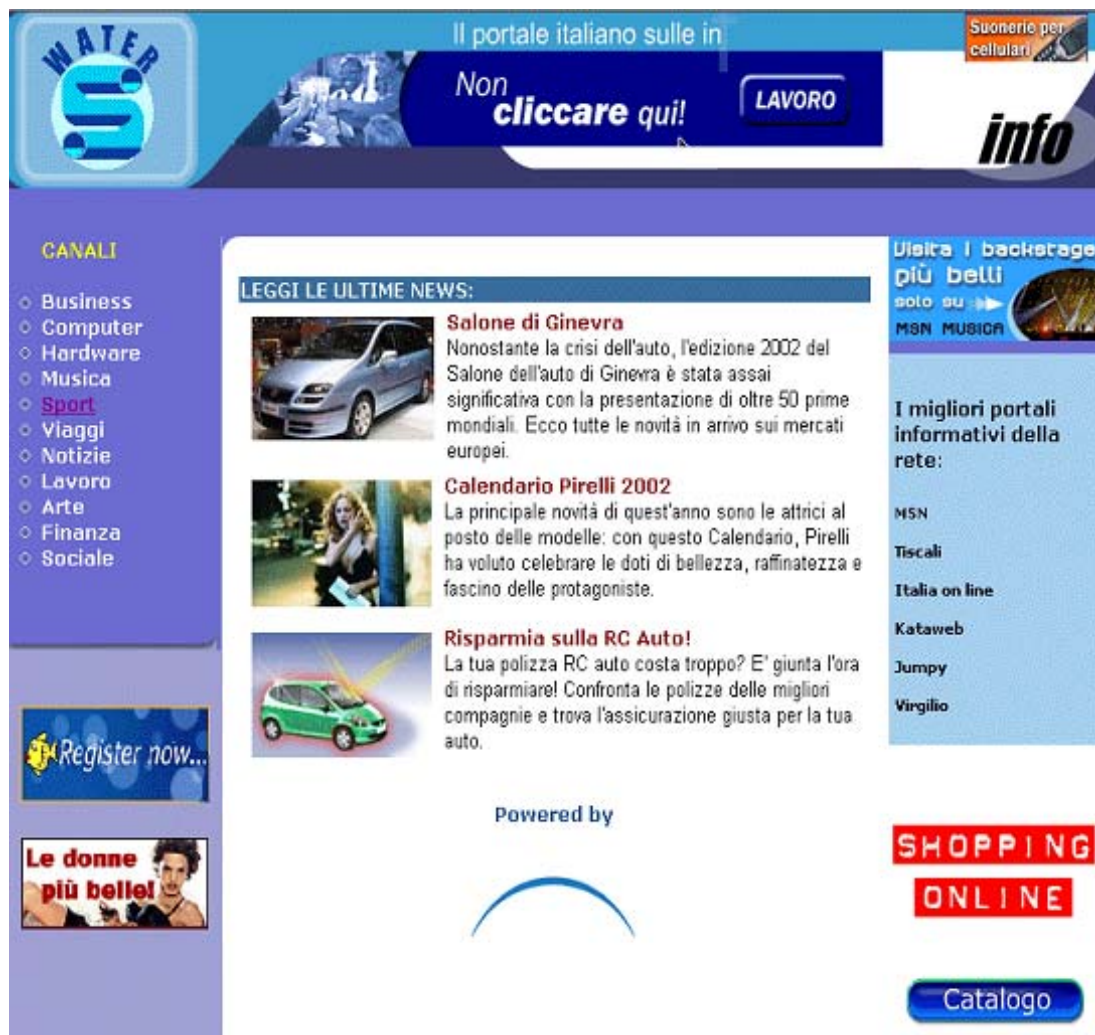 WATER
S
Il portale italiano sulle in
Suonerie per
cellulari
Non
cliccare qui!
LAVORO
info
CANALI
Business
Computer
Hardware
Musica
Sport
Viaggi
Notizie
Lavoro
Arte
Finanza
Sociale
Register now...
Le donne
più belle!
LEGGI LE ULTIME NEWS:
Salone di Ginevra
Nonostante la crisi dell'auto, l'edizione 2002 del
Salone dell'auto di Ginevra è stata assai
significativa con la presentazione di oltre 50 prime
mondiali. Ecco tutte le novità in arrivo sui mercati
europei.
Calendario Pirelli 2002
La principale novità di quest'anno sono le attrici al
posto delle modelle: con questo Calendario, Pirelli
ha voluto celebrare le doti di bellezza, raffinatezza e
fascino delle protagoniste.
Risparmia sulla RC Auto!
La tua polizza RC auto costa troppo? E' giunta l'ora
di risparmiare! Confronta le polizze delle migliori
compagnie e trova l'assicurazione giusta per la tua
auto.
Powered by
Visita i backstage
più belli
solo su
MSN MUSICA
I migliori portali
informativi della
rete:
MSN
Tiscali
Italia on line
Kataweb
Jumpy
Virgilio
SHOPPING
ONLINE
Catalogo